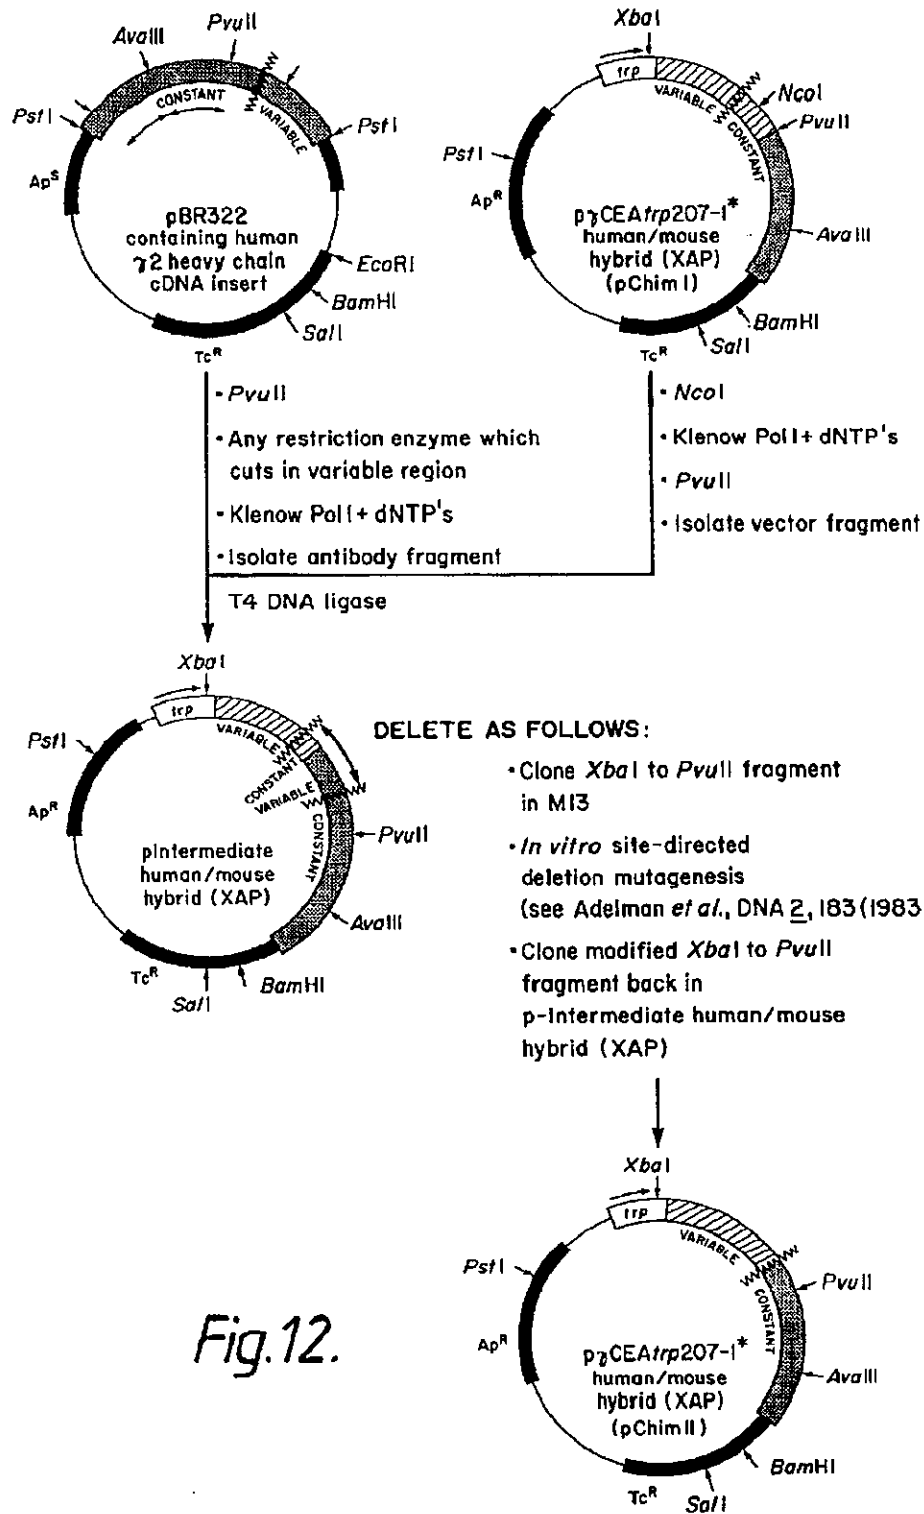 PvuII
AvaIII
PstI
CONSTANT
VARIABLE
PstI
Ap^S
pBR322
containing human
γ2 heavy chain
cDNA insert
EcoRI
BamHI
SalI
Tc^R
XbaI
trp
VARIABLE
CONSTANT
NcoI
PvuII
PstI
Ap^R
pγCEAtrp207-1*
human/mouse
hybrid (XAP)
(pChim I)
AvaIII
BamHI
SalI
Tc^R
· PvuII
· Any restriction enzyme which
cuts in variable region
· Klenow Pol I + dNTP's
· Isolate antibody fragment
· NcoI
· Klenow Pol I + dNTP's
· PvuII
· Isolate vector fragment
T4 DNA ligase
XbaI
trp
VARIABLE
CONSTANT
VARIABLE
CONSTANT
PstI
Ap^R
pIntermediate
human/mouse
hybrid (XAP)
PvuII
AvaIII
BamHI
SalI
Tc^R
DELETE AS FOLLOWS:
· Clone XbaI to PvuII fragment
in M13
· In vitro site-directed
deletion mutagenesis
(see Adelman et al., DNA 2, 183 (1983
· Clone modified XbaI to PvuII
fragment back in
p-Intermediate human/mouse
hybrid (XAP)
XbaI
trp
VARIABLE
CONSTANT
PstI
PvuII
Ap^R
pγCEAtrp207-1*
human/mouse
hybrid (XAP)
(pChim II)
AvaIII
BamHI
SalI
Tc^R
Fig.12.